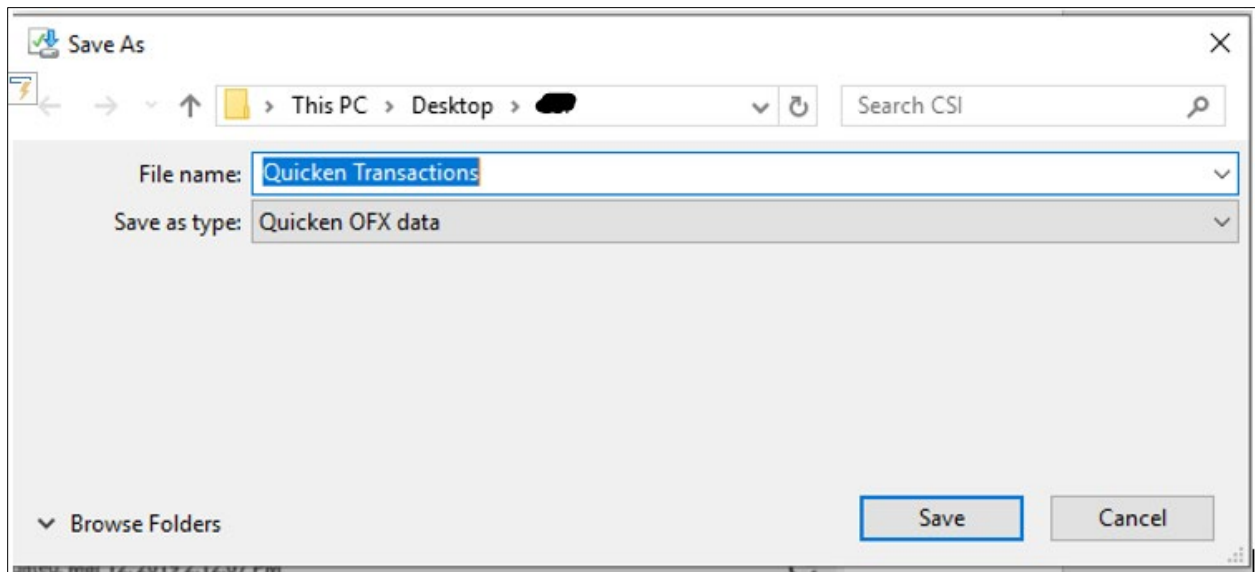 Save As
This PC > Desktop >
Search CSI
File name: Quicken Transactions
Save as type: Quicken OFX data
Browse Folders
Save
Cancel